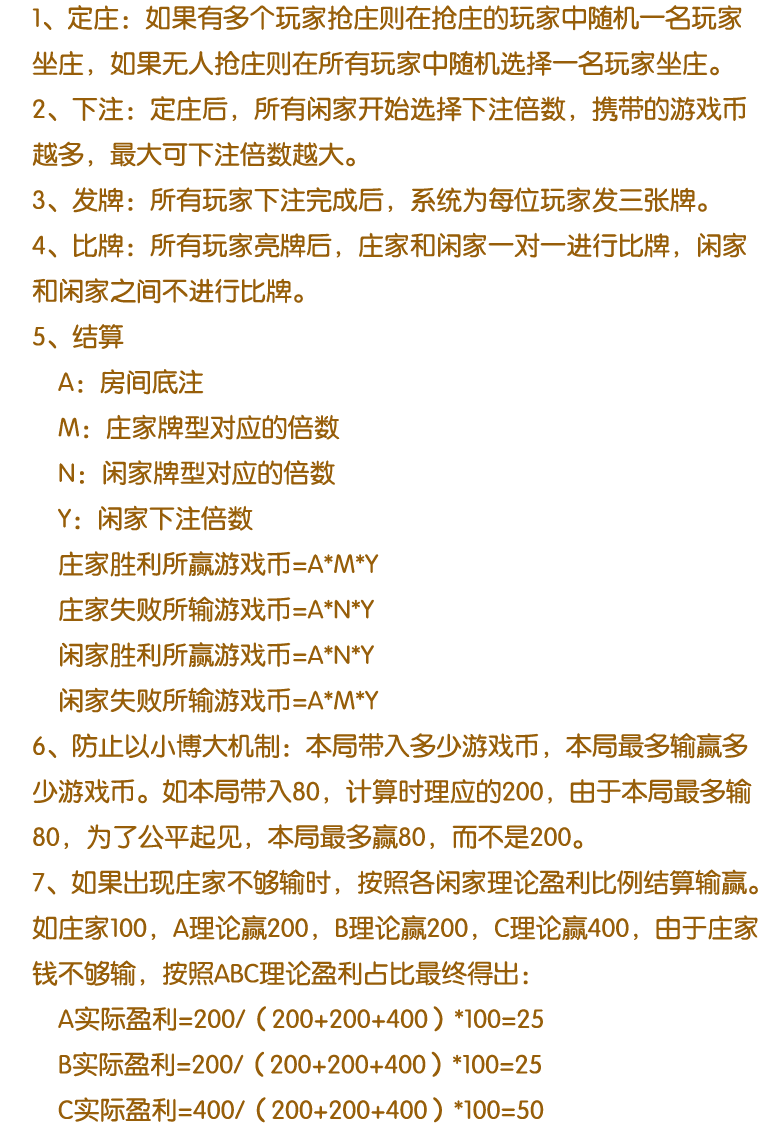 1、定庄：如果有多个玩家抢庄则在抢庄的玩家中随机一名玩家
坐庄，如果无人抢庄则在所有玩家中随机选择一名玩家坐庄。
2、下注：定庄后，所有闲家开始选择下注倍数，携带的游戏币
越多，最大可下注倍数越大。
3、发牌：所有玩家下注完成后，系统为每位玩家发三张牌。
4、比牌：所有玩家亮牌后，庄家和闲家一对一进行比牌，闲家
和闲家之间不进行比牌。
5、结算
A：房间底注
M：庄家牌型对应的倍数
N：闲家牌型对应的倍数
Y：闲家下注倍数
庄家胜利所赢游戏币=A*M*Y
庄家失败所输游戏币=A*N*Y
闲家胜利所赢游戏币=A*N*Y
闲家失败所输游戏币=A*M*Y
6、防止以小博大机制：本局带入多少游戏币，本局最多输赢多
少游戏币。如本局带入80，计算时理应的200，由于本局最多输
80，为了公平起见，本局最多赢80，而不是200。
7、如果出现庄家不够输时，按照各闲家理论盈利比例结算输赢。
如庄家100，A理论赢200，B理论赢200，C理论赢400，由于庄家
钱不够输，按照ABC理论盈利占比最终得出：
A实际盈利=200/（200+200+400）*100=25
B实际盈利=200/（200+200+400）*100=25
C实际盈利=400/（200+200+400）*100=50